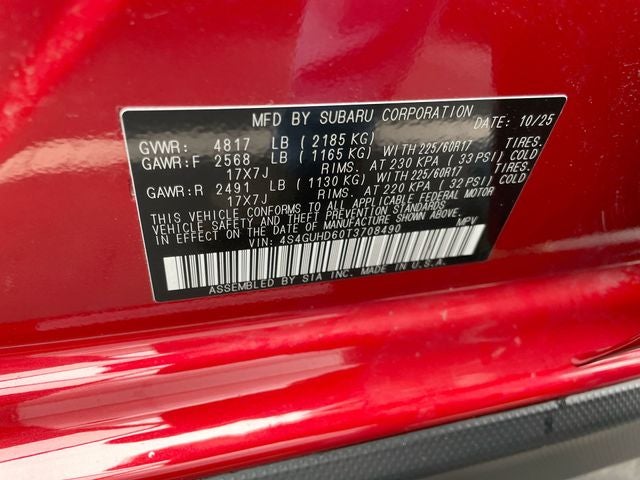 MFD BY SUBARU CORPORATION DATE: 10/25
GVWR: 4817 LB (2185 KG)
GAWR:F 2568 LB (1165 KG) WITH 225/60R17 TIRES.
17X7J RIMS. AT 230 KPA (33 PSI) COLD.
GAWR:R 2491 LB (1130 KG) WITH 225/60R17 TIRES.
17X7J RIMS. AT 220 KPA (32 PSI) COLD.
THIS VEHICLE CONFORMS TO ALL APPLICABLE FEDERAL MOTOR
VEHICLE SAFETY AND THEFT PREVENTION STANDARDS
IN EFFECT ON THE DATE OF MANUFACTURE SHOWN ABOVE.
VIN: 4S4GUHD60T3708490 MPV
ASSEMBLED BY SIA INC. MADE IN U.S.A.